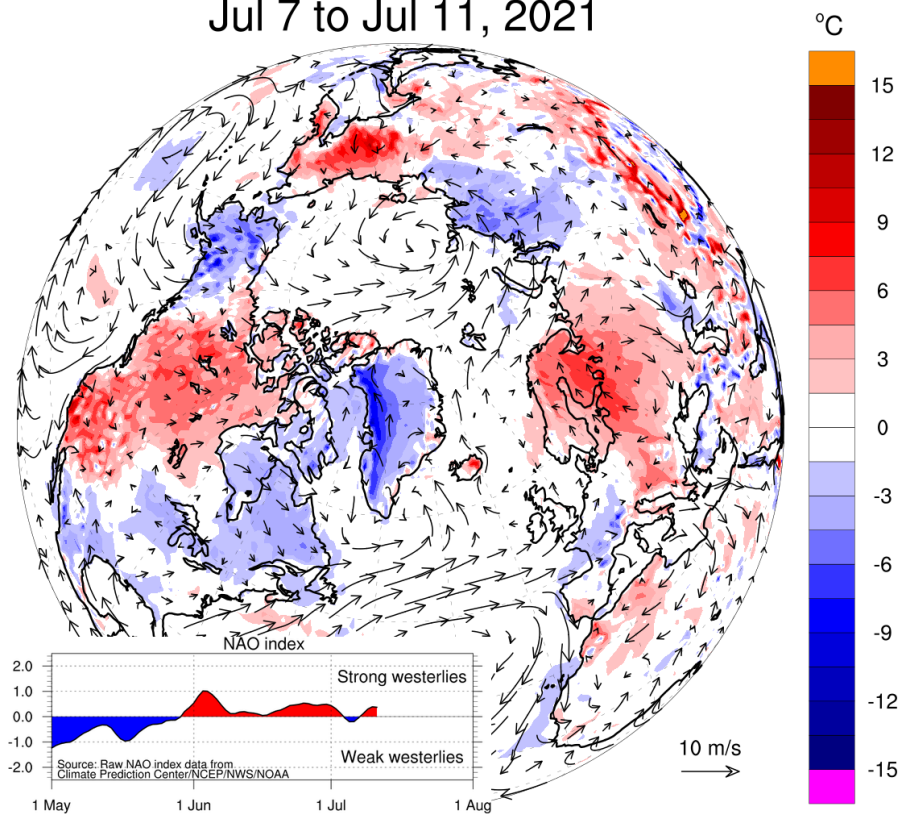 Jul 7 to Jul 11, 2021
oC
15
12
9
6
3
0
-3
-6
-9
-12
-15
10 m/s
NAO index
2.0
1.0
0.0
-1.0
-2.0
Strong westerlies
Weak westerlies
Source: Raw NAO index data from
Climate Prediction Center/NCEP/NWS/NOAA
1 May
1 Jun
1 Jul
1 Aug